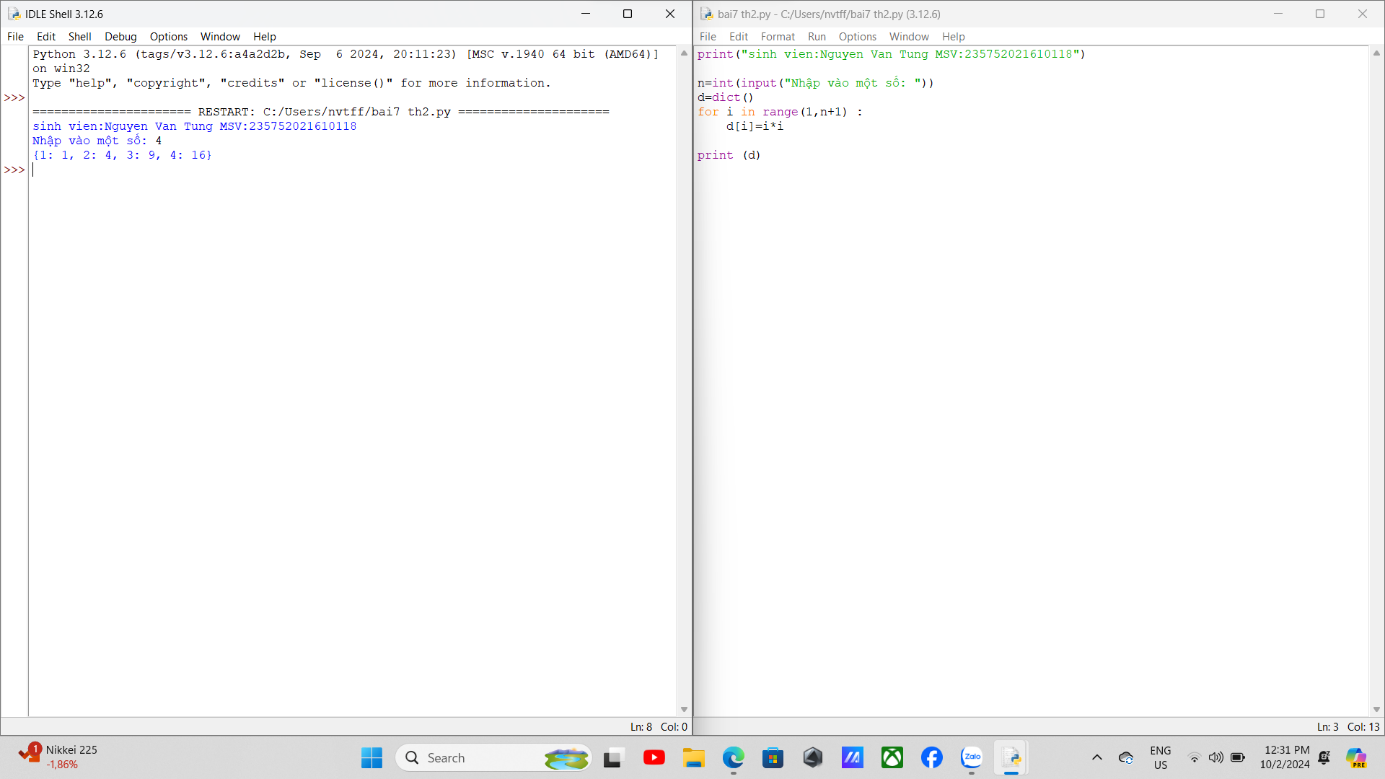 IDLE Shell 3.12.6
File Edit Shell Debug Options Window Help
Python 3.12.6 (tags/v3.12.6:a4a2d2b, Sep  6 2024, 20:11:23) [MSC v.1940 64 bit (AMD64)]
on win32
Type "help", "copyright", "credits" or "license()" for more information.
>>>
====================== RESTART: C:/Users/nvtff/bai7 th2.py =====================
sinh vien:Nguyen Van Tung MSV:235752021610118
Nhập vào một số: 4
{1: 1, 2: 4, 3: 9, 4: 16}
>>>
Ln: 8 Col: 0
bai7 th2.py - C:/Users/nvtff/bai7 th2.py (3.12.6)
File Edit Format Run Options Window Help
print("sinh vien:Nguyen Van Tung MSV:235752021610118")
n=int(input("Nhập vào một số: "))
d=dict()
for i in range(1,n+1) :
    d[i]=i*i
print (d)
Ln: 3 Col: 13
1
Nikkei 225
-1,86%
Search
Zalo
ENG
US
12:31 PM
10/2/2024
PRE